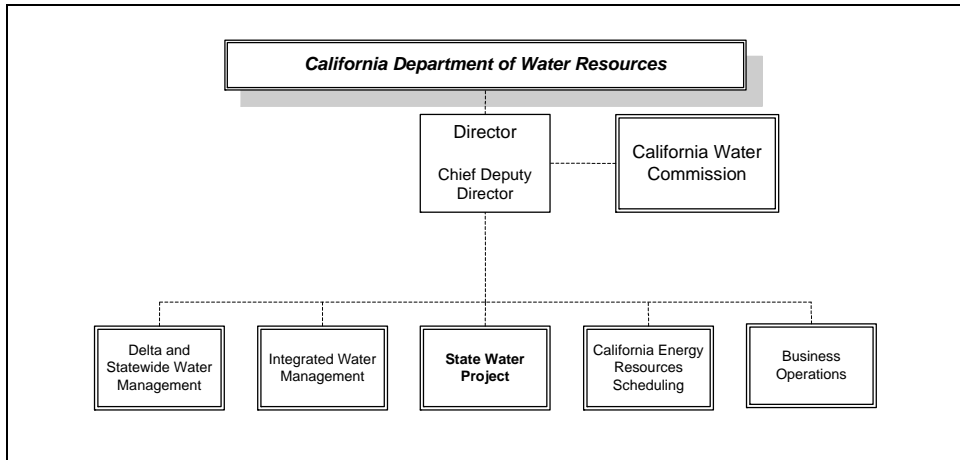 California Department of Water Resources
Director
Chief Deputy
Director
California Water
Commission
Delta and
Statewide Water
Management
Integrated Water
Management
State Water
Project
California Energy
Resources
Scheduling
Business
Operations